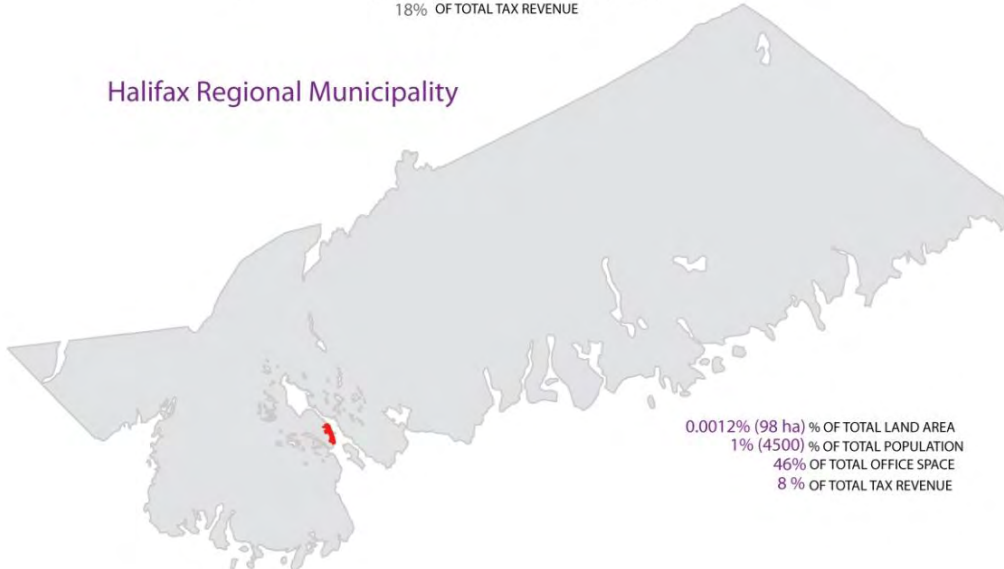 18% OF TOTAL TAX REVENUE
Halifax Regional Municipality
0.0012% (98 ha) % OF TOTAL LAND AREA
1% (4500) % OF TOTAL POPULATION
46% OF TOTAL OFFICE SPACE
8 % OF TOTAL TAX REVENUE